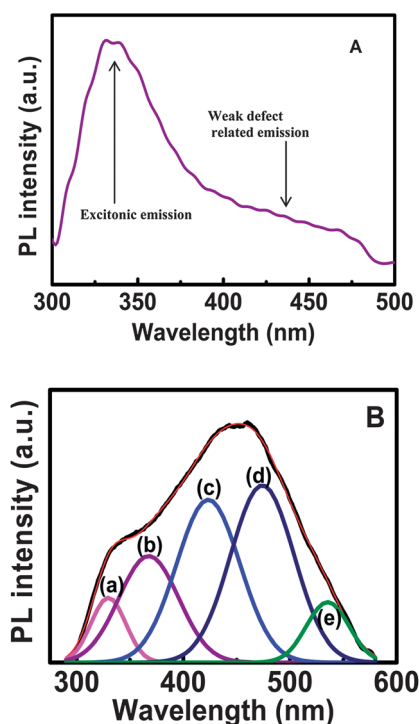 A
PL intensity (a.u.)
Weak defect
related emission
Excitonic emission
300 350 400 450 500
Wavelength (nm)
B
PL intensity (a.u.)
(a) (b) (c) (d) (e)
300 400 500 600
Wavelength (nm)